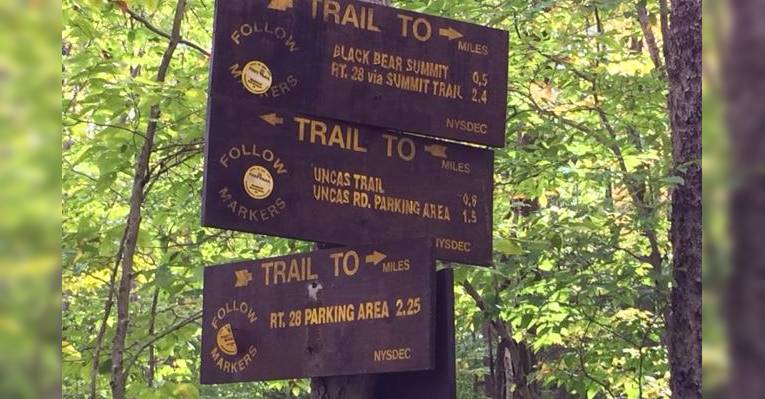 TRAIL TO
MILES
FOLLOW
MARKERS
BLACK BEAR SUMMIT 0.5
RT. 28 via SUMMIT TRAIL 2.4
NYSDEC
TRAIL TO
MILES
FOLLOW
MARKERS
UNCAS TRAIL
UNCAS RD. PARKING AREA 1.5
NYSDEC
TRAIL TO
MILES
FOLLOW
MARKERS
RT. 28 PARKING AREA 2.25
NYSDEC